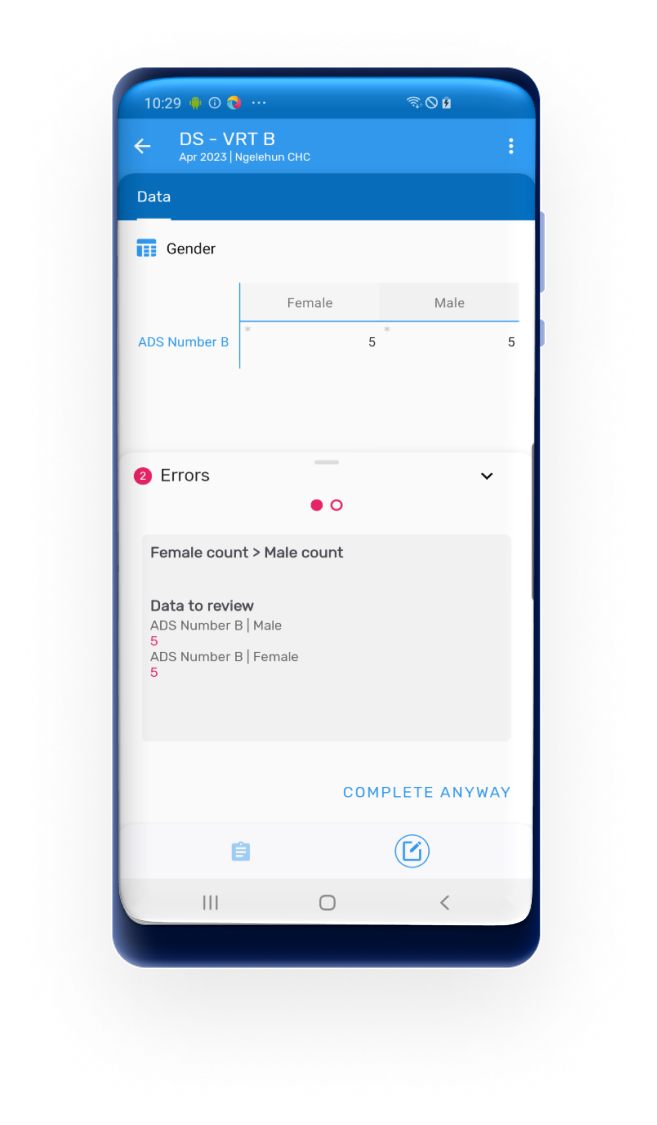 10:29
DS - VRT B
Apr 2023 | Ngelehun CHC
Data
Gender
Female Male
ADS Number B * 5 * 5
2 Errors
Female count > Male count
Data to review
ADS Number B | Male
5
ADS Number B | Female
5
COMPLETE ANYWAY